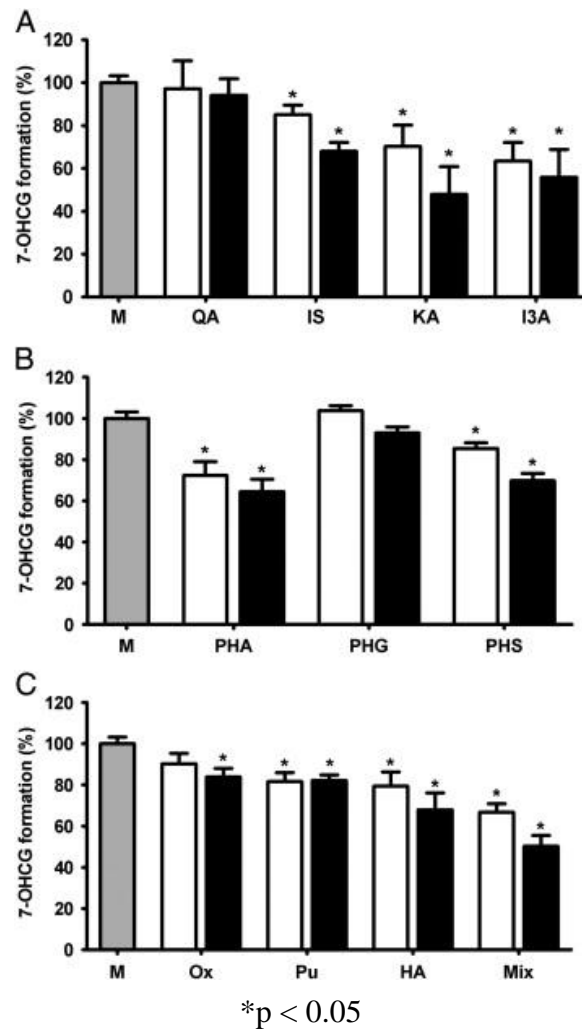 A
7-OHCG formation (%)
120
100
80
60
40
20
0
* * * * * *
M QA IS KA I3A
B
7-OHCG formation (%)
120
100
80
60
40
20
0
* * * *
M PHA PHG PHS
C
7-OHCG formation (%)
120
100
80
60
40
20
0
* * * * * * *
M Ox Pu HA Mix
*p < 0.05